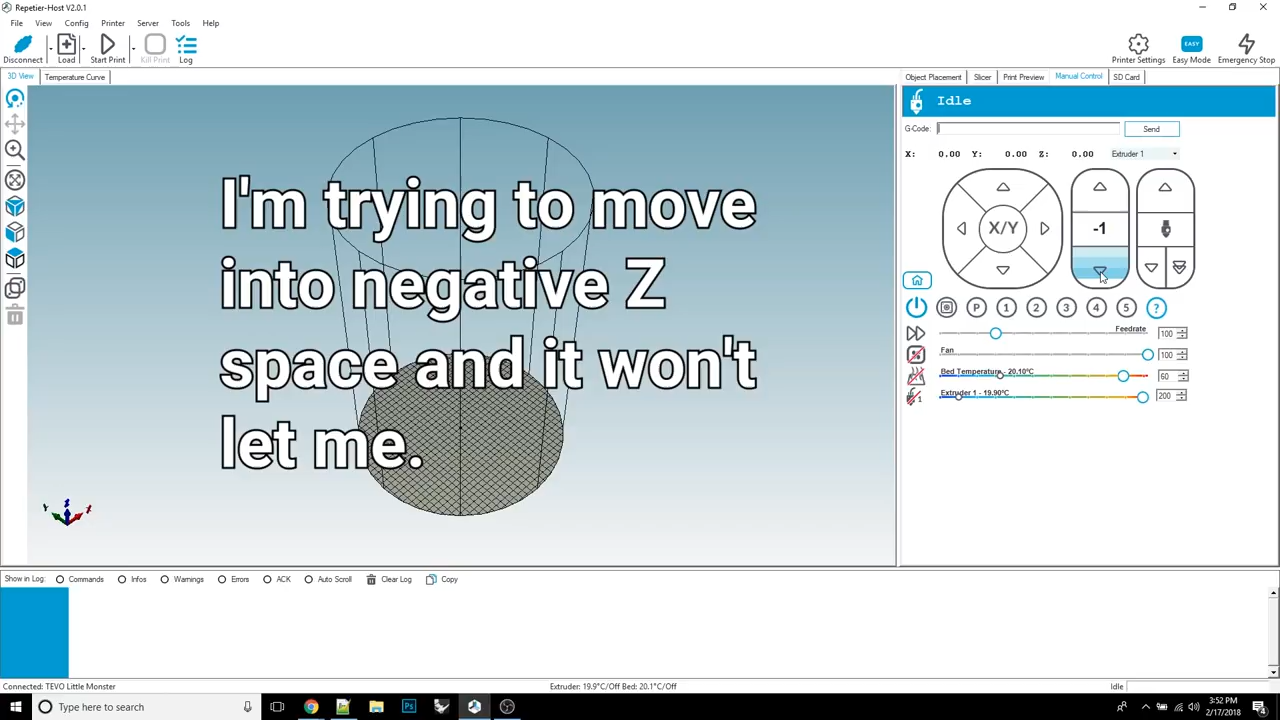 Repetier-Host V2.0.1
File View Config Printer Server Tools Help
Disconnect Load Start Print Kill Print Log Printer Settings Easy Mode Emergency Stop
EASY
3D View Temperature Curve Object Placement Slicer Print Preview Manual Control SD Card
Idle
G-Code: Send
X: 0.00 Y: 0.00 Z: 0.00 Extruder 1
X/Y -1
P 1 2 3 4 5 ?
Feedrate 100
Fan 100
Bed Temperature - 20.10°C 60
Extruder 1 - 19.90°C 200
1
I'm trying to move
into negative Z
space and it won't
let me.
Y Z X
Show in Log: Commands Infos Warnings Errors ACK Auto Scroll Clear Log Copy
Connected: TEVO Little Monster Extruder: 19.9°C/Off Bed: 20.1°C/Off Idle
Type here to search Ps 3:52 PM
2/17/2018 4